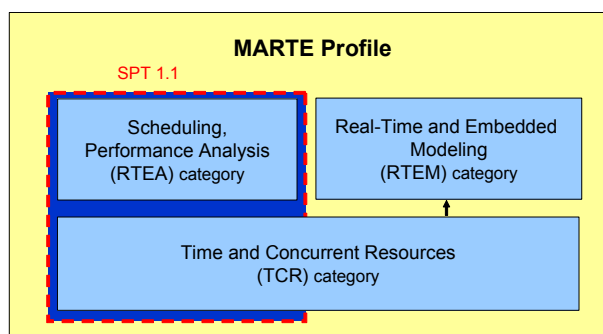 MARTE Profile
SPT 1.1
Scheduling,
Performance Analysis
(RTEA) category
Real-Time and Embedded
Modeling
(RTEM) category
Time and Concurrent Resources
(TCR) category